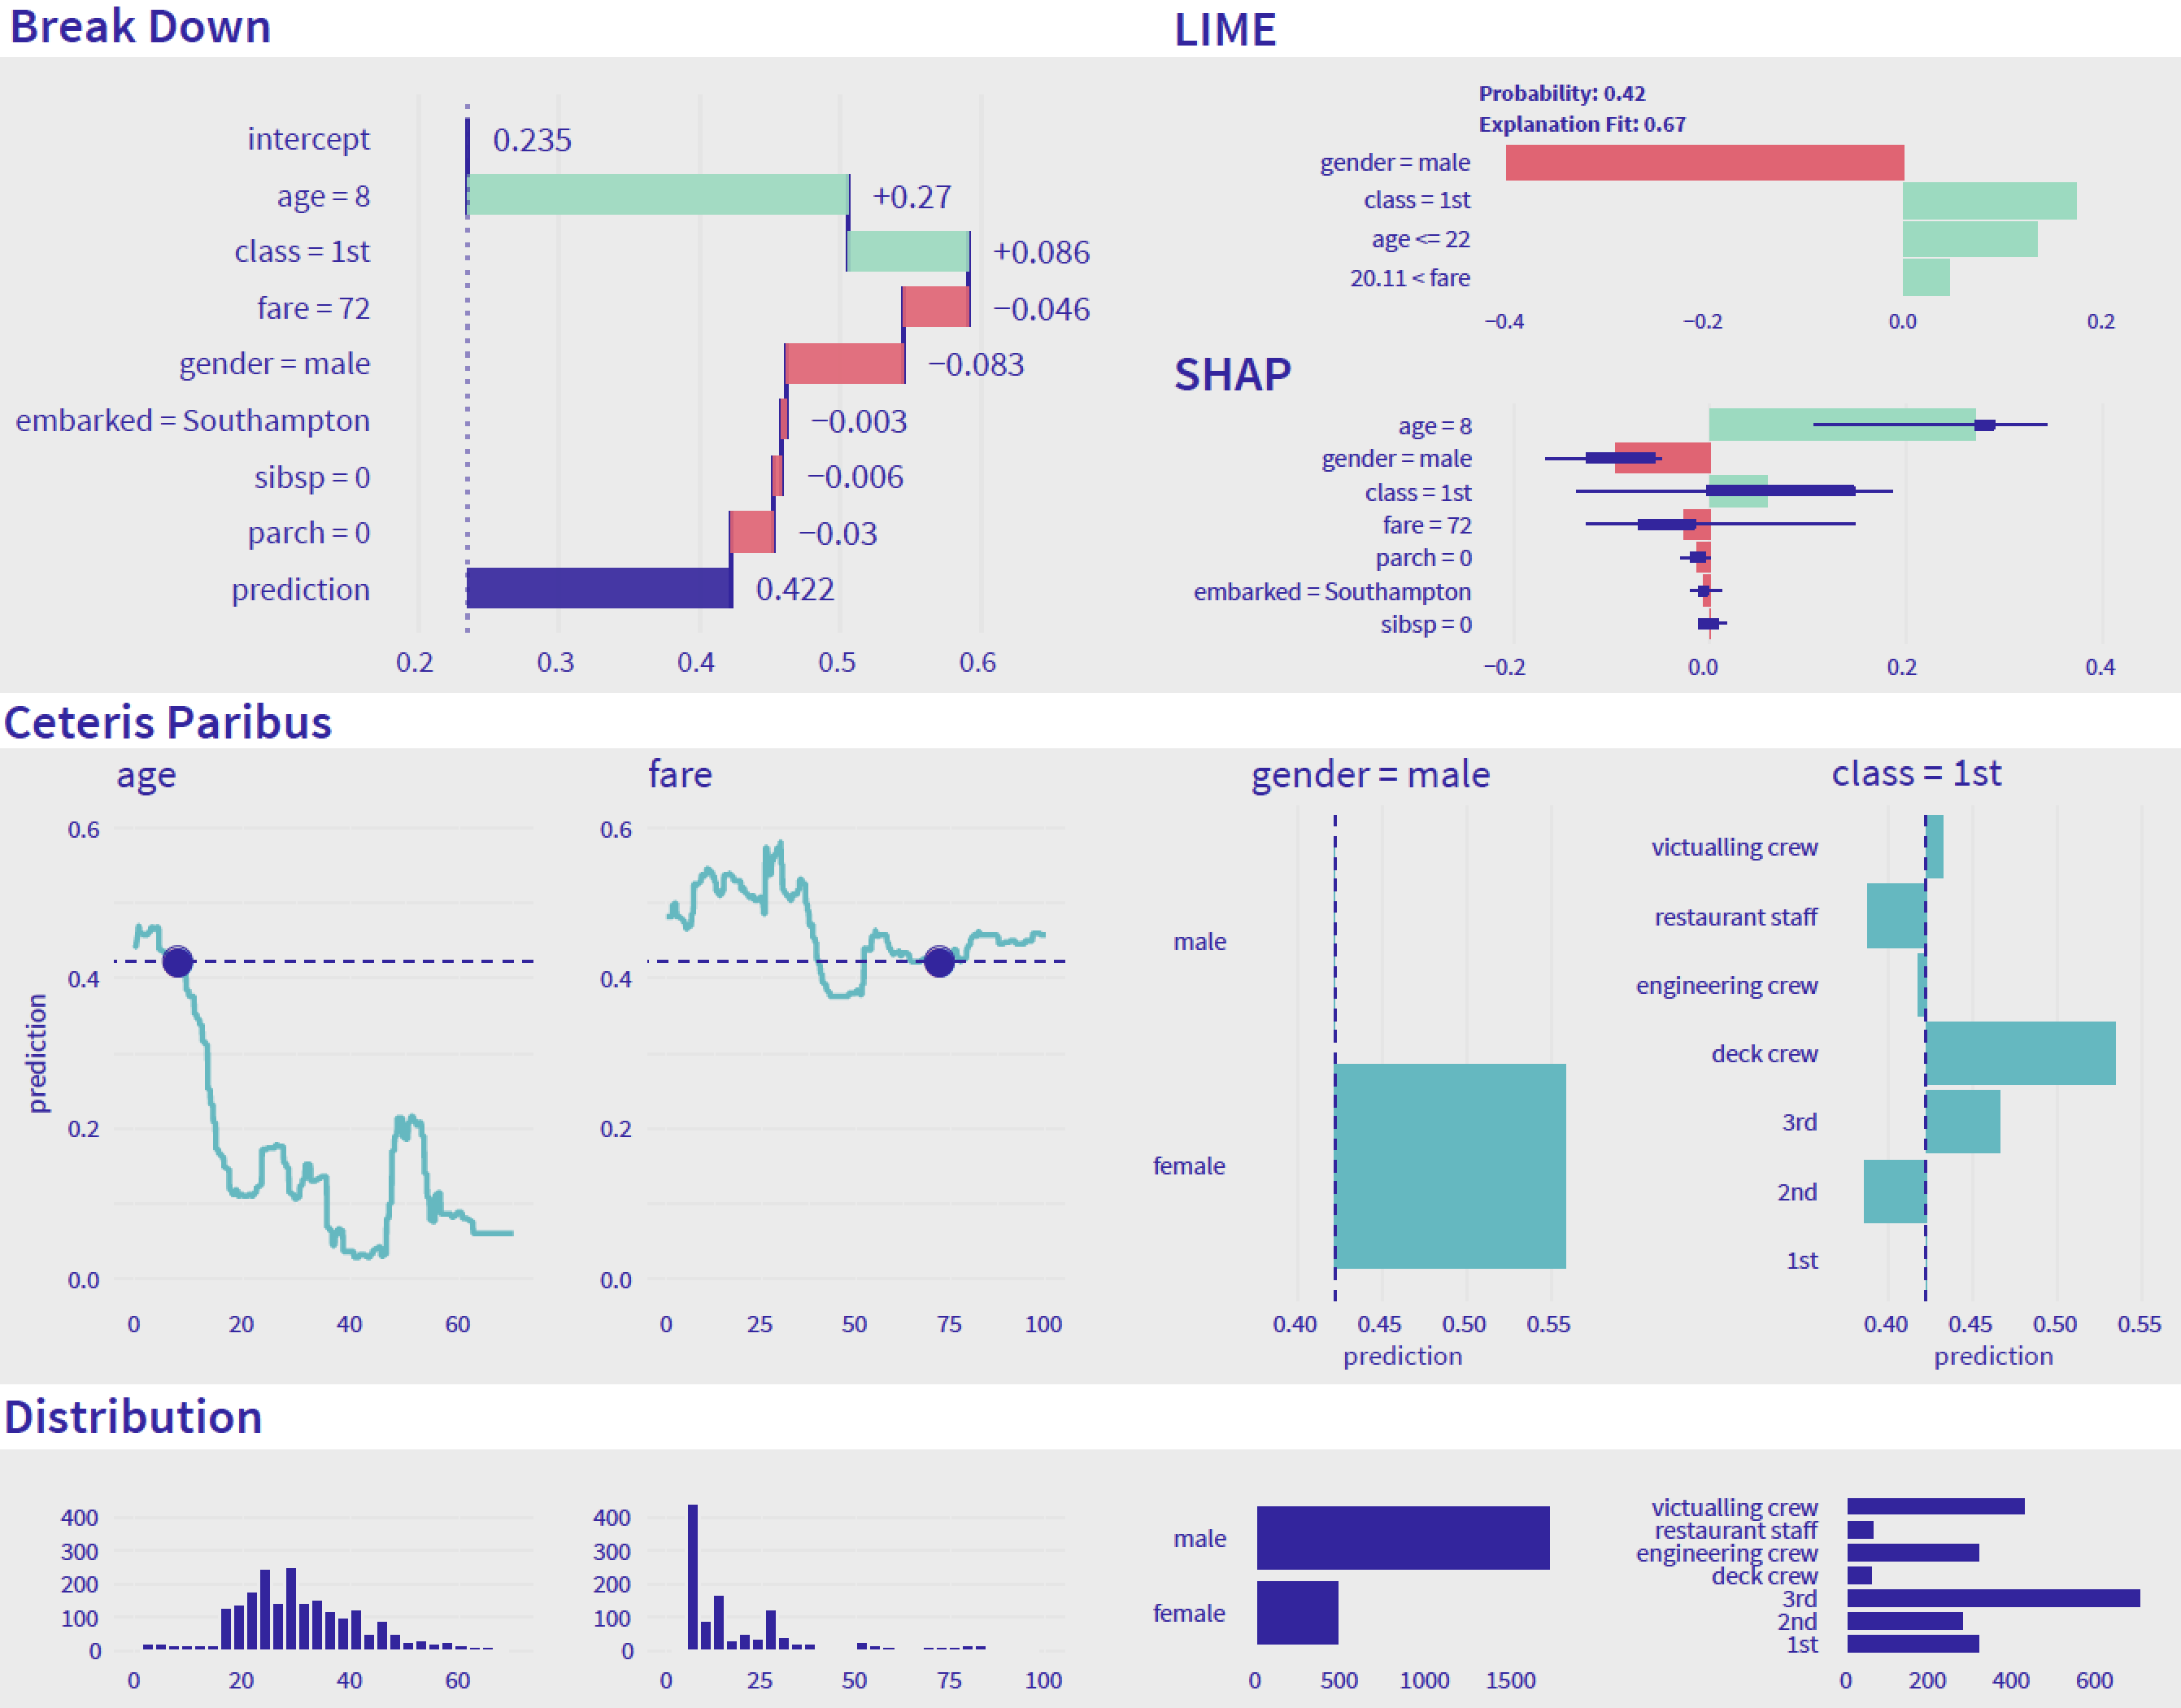 Break Down
intercept
0.235
age = 8
+0.27
class = 1st
+0.086
fare = 72
−0.046
gender = male
−0.083
embarked = Southampton
−0.003
sibsp = 0
−0.006
parch = 0
−0.03
prediction
0.422
0.2 0.3 0.4 0.5 0.6
LIME
Probability: 0.42
Explanation Fit: 0.67
gender = male
class = 1st
age <= 22
20.11 < fare
−0.4 −0.2 0.0 0.2
SHAP
age = 8
gender = male
class = 1st
fare = 72
parch = 0
embarked = Southampton
sibsp = 0
−0.2 0.0 0.2 0.4
Ceteris Paribus
age
prediction
0.6
0.4
0.2
0.0
0 20 40 60
fare
0.6
0.4
0.2
0.0
0 25 50 75 100
gender = male
male
female
0.40 0.45 0.50 0.55
prediction
class = 1st
victualling crew
restaurant staff
engineering crew
deck crew
3rd
2nd
1st
0.40 0.45 0.50 0.55
prediction
Distribution
400
300
200
100
0
0 20 40 60
400
300
200
100
0
0 25 50 75 100
male
female
0 500 1000 1500
victualling crew
restaurant staff
engineering crew
deck crew
3rd
2nd
1st
0 200 400 600